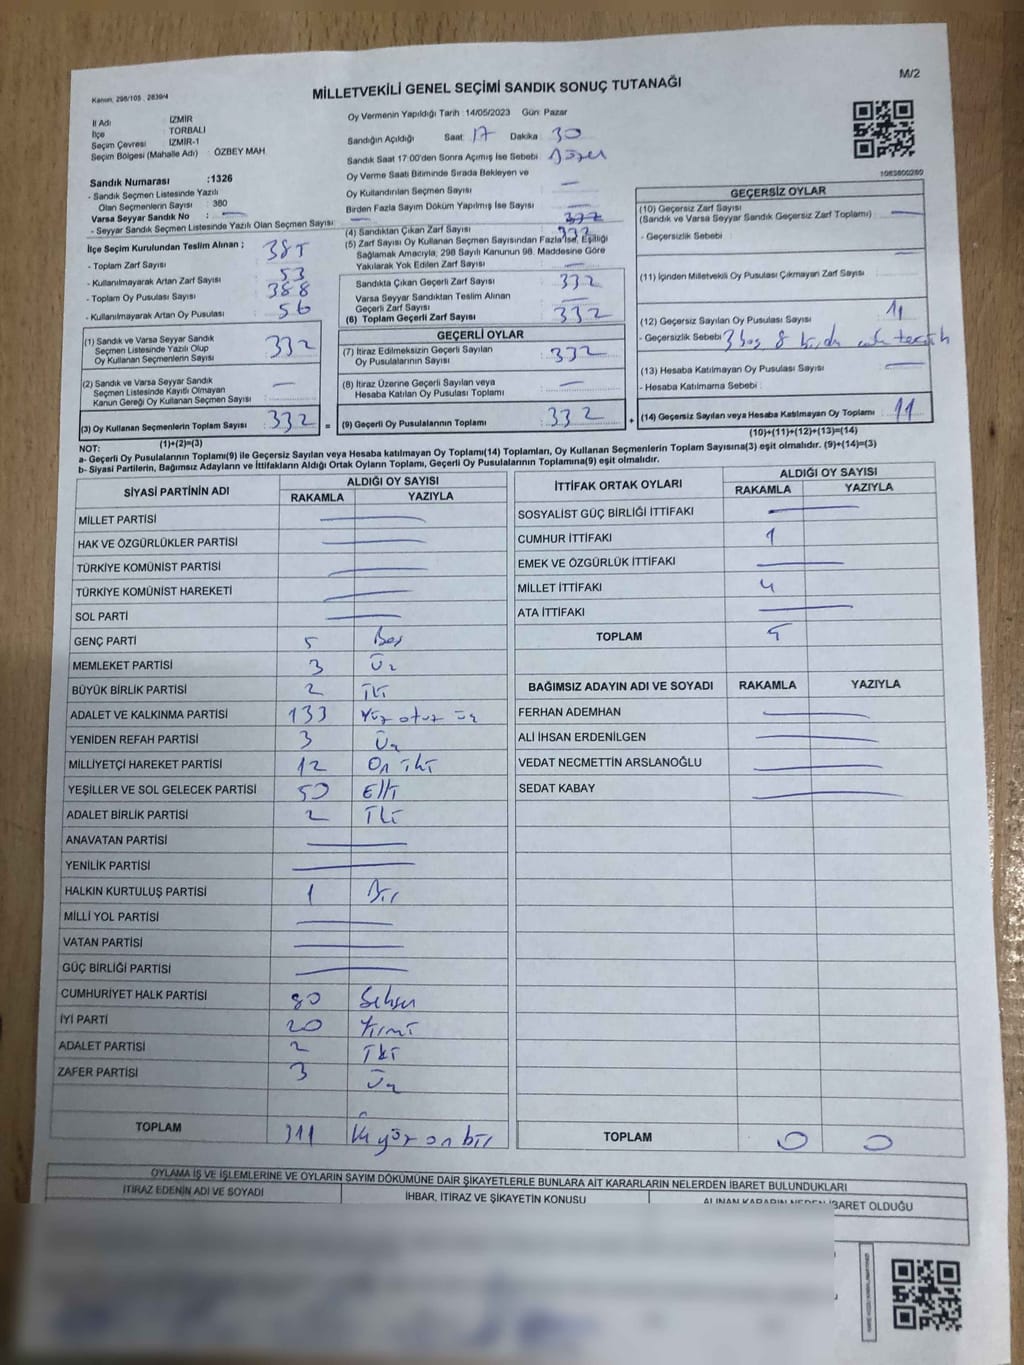 M/2
MİLLETVEKİLİ GENEL SEÇİMİ SANDIK SONUÇ TUTANAĞI
Kanun: 298/105 , 2839/4
İl Adı : İZMİR
İlçe TORBALI
Seçim Çevresi İZMİR-1
Seçim Bölgesi (Mahalle Adı) : ÖZBEY MAH
Sandık Numarası :1326
- Sandık Seçmen Listesinde Yazılı
Olan Seçmenlerin Sayısı : 380
Varsa Seyyar Sandık No : —
- Seyyar Sandık Seçmen Listesinde Yazılı Olan Seçmen Sayısı: —
İlçe Seçim Kurulundan Teslim Alınan ;
- Toplam Zarf Sayısı : 385
- Kullanılmayarak Artan Zarf Sayısı : 53
- Toplam Oy Pusulası Sayısı : 388
- Kullanılmayarak Artan Oy Pusulası : 56
(1) Sandık ve Varsa Seyyar Sandık
Seçmen Listesinde Yazılı Olup
Oy Kullanan Seçmenlerin Sayısı : 332
(2) Sandık ve Varsa Seyyar Sandık
Seçmen Listesinde Kayıtlı Olmayan
Kanun Gereği Oy Kullanan Seçmen Sayısı: —
(3) Oy Kullanan Seçmenlerin Toplam Sayısı : 332 =
(1)+(2)=(3)
Oy Vermenin Yapıldığı Tarih :14/05/2023 Gün: Pazar
Sandığın Açıldığı Saat 17 Dakika : 30
Sandık Saat 17:00'den Sonra Açımış İse Sebebi :
Oy Verme Saati Bitiminde Sırada Bekleyen ve
Oy Kullandırılan Seçmen Sayısı : —
Birden Fazla Sayım Döküm Yapılmış İse Sayısı : —
(4) Sandıktan Çıkan Zarf Sayısı : 332
(5) Zarf Sayısı Oy Kullanan Seçmen Sayısından Fazla İse, Eşitliği
Sağlamak Amacıyla, 298 Sayılı Kanunun 98. Maddesine Göre
Yakılarak Yok Edilen Zarf Sayısı : —
Sandıkta Çıkan Geçerli Zarf Sayısı : 332
Varsa Seyyar Sandıktan Teslim Alınan
Geçerli Zarf Sayısı : —
(6) Toplam Geçerli Zarf Sayısı : 332
GEÇERLİ OYLAR
(7) İtiraz Edilmeksizin Geçerli Sayılan
Oy Pusulalarının Sayısı : 332
(8) İtiraz Üzerine Geçerli Sayılan veya
Hesaba Katılan Oy Pusulası Toplamı : —
(9) Geçerli Oy Pusulalarının Toplamı : 332 +
GEÇERSİZ OYLAR
1083800280
(10) Geçersiz Zarf Sayısı
(Sandık ve Varsa Seyyar Sandık Geçersiz Zarf Toplamı) : —
- Geçersizlik Sebebi :
(11) İçinden Milletvekili Oy Pusulası Çıkmayan Zarf Sayısı : —
(12) Geçersiz Sayılan Oy Pusulası Sayısı : 11
- Geçersizlik Sebebi : 3 boş 8
(13) Hesaba Katılmayan Oy Pusulası Sayısı : —
- Hesaba Katılmama Sebebi :
(14) Geçersiz Sayılan veya Hesaba Katılmayan Oy Toplamı : 11
(10)+(11)+(12)+(13)=(14)
NOT:
a- Geçerli Oy Pusulalarının Toplamı(9) ile Geçersiz Sayılan veya Hesaba katılmayan Oy Toplamı(14) Toplamları, Oy Kullanan Seçmenlerin Toplam Sayısına(3) eşit olmalıdır. (9)+(14)=(3)
b- Siyasi Partilerin, Bağımsız Adayların ve İttifakların Aldığı Ortak Oyların Toplamı, Geçerli Oy Pusulalarının Toplamına(9) eşit olmalıdır.
SİYASİ PARTİNİN ADI ALDIĞI OY SAYISI
RAKAMLA YAZIYLA
MİLLET PARTİSİ —
HAK VE ÖZGÜRLÜKLER PARTİSİ —
TÜRKİYE KOMÜNİST PARTİSİ —
TÜRKİYE KOMÜNİST HAREKETİ —
SOL PARTİ —
GENÇ PARTİ 5 Beş
MEMLEKET PARTİSİ 3 Üç
BÜYÜK BİRLİK PARTİSİ 2 İki
ADALET VE KALKINMA PARTİSİ 133 Yüz otuz üç
YENİDEN REFAH PARTİSİ 3 Üç
MİLLİYETÇİ HAREKET PARTİSİ 12 On iki
YEŞİLLER VE SOL GELECEK PARTİSİ 50 Elli
ADALET BİRLİK PARTİSİ 2 İki
ANAVATAN PARTİSİ —
YENİLİK PARTİSİ —
HALKIN KURTULUŞ PARTİSİ 1 Bir
MİLLİ YOL PARTİSİ —
VATAN PARTİSİ —
GÜÇ BİRLİĞİ PARTİSİ —
CUMHURİYET HALK PARTİSİ 80 Seksen
İYİ PARTİ 20 Yirmi
ADALET PARTİSİ 2 İki
ZAFER PARTİSİ 3 Üç
TOPLAM 311 Üçyüz on bir
İTTİFAK ORTAK OYLARI ALDIĞI OY SAYISI
RAKAMLA YAZIYLA
SOSYALİST GÜÇ BİRLİĞİ İTTİFAKI —
CUMHUR İTTİFAKI 1
EMEK VE ÖZGÜRLÜK İTTİFAKI —
MİLLET İTTİFAKI 4
ATA İTTİFAKI —
TOPLAM 5
BAĞIMSIZ ADAYIN ADI VE SOYADI RAKAMLA YAZIYLA
FERHAN ADEMHAN —
ALİ İHSAN ERDENİLGEN —
VEDAT NECMETTİN ARSLANOĞLU —
SEDAT KABAY —
TOPLAM 0 0
OYLAMA İŞ VE İŞLEMLERİNE VE OYLARIN SAYIM DÖKÜMÜNE DAİR ŞİKAYETLERLE BUNLARA AİT KARARLARIN NELERDEN İBARET BULUNDUKLARI
İTİRAZ EDENİN ADI VE SOYADI İHBAR, İTİRAZ VE ŞİKAYETİN KONUSU ALINAN KARARIN NEDEN İBARET OLDUĞU